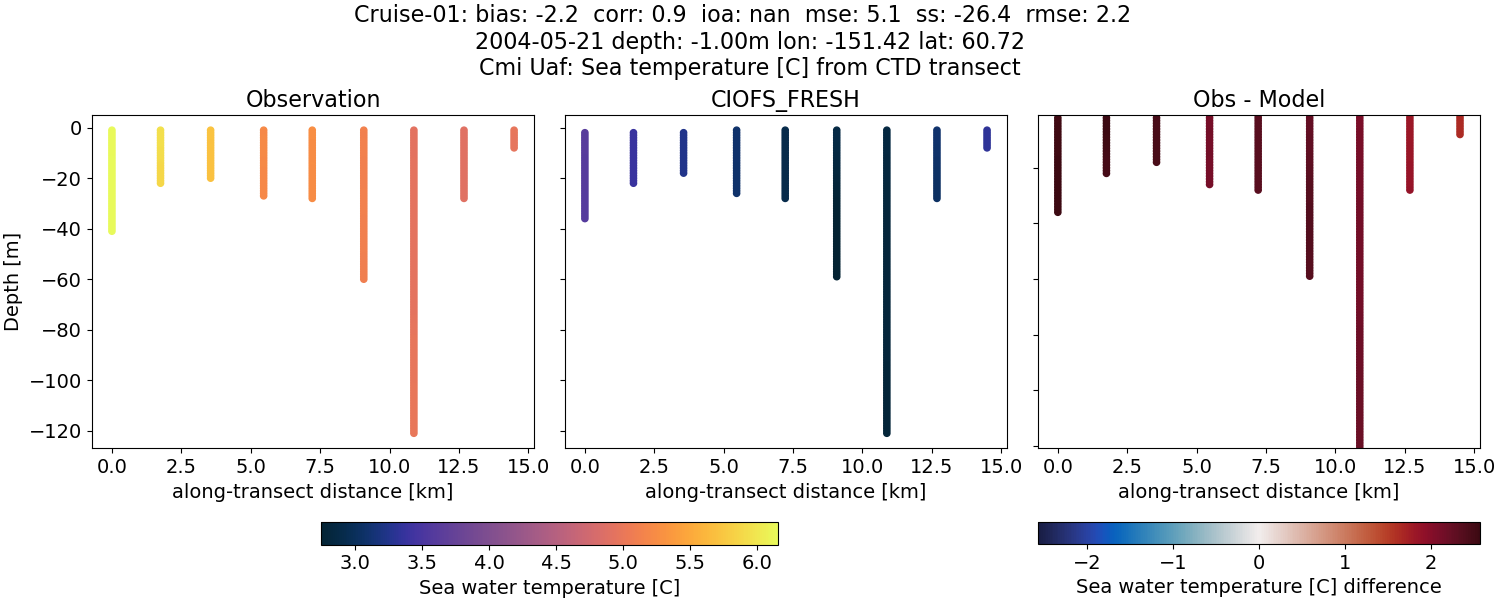 Cruise-01: bias: -2.2  corr: 0.9  ioa: nan  mse: 5.1  ss: -26.4  rmse: 2.2
2004-05-21 depth: -1.00m lon: -151.42 lat: 60.72
Cmi Uaf: Sea temperature [C] from CTD transect
Observation
CIOFS_FRESH
Obs - Model
Depth [m]
0
−20
−40
−60
−80
−100
−120
0.0 2.5 5.0 7.5 10.0 12.5 15.0
0.0 2.5 5.0 7.5 10.0 12.5 15.0
0.0 2.5 5.0 7.5 10.0 12.5 15.0
along-transect distance [km]
along-transect distance [km]
along-transect distance [km]
3.0 3.5 4.0 4.5 5.0 5.5 6.0
Sea water temperature [C]
−2 −1 0 1 2
Sea water temperature [C] difference